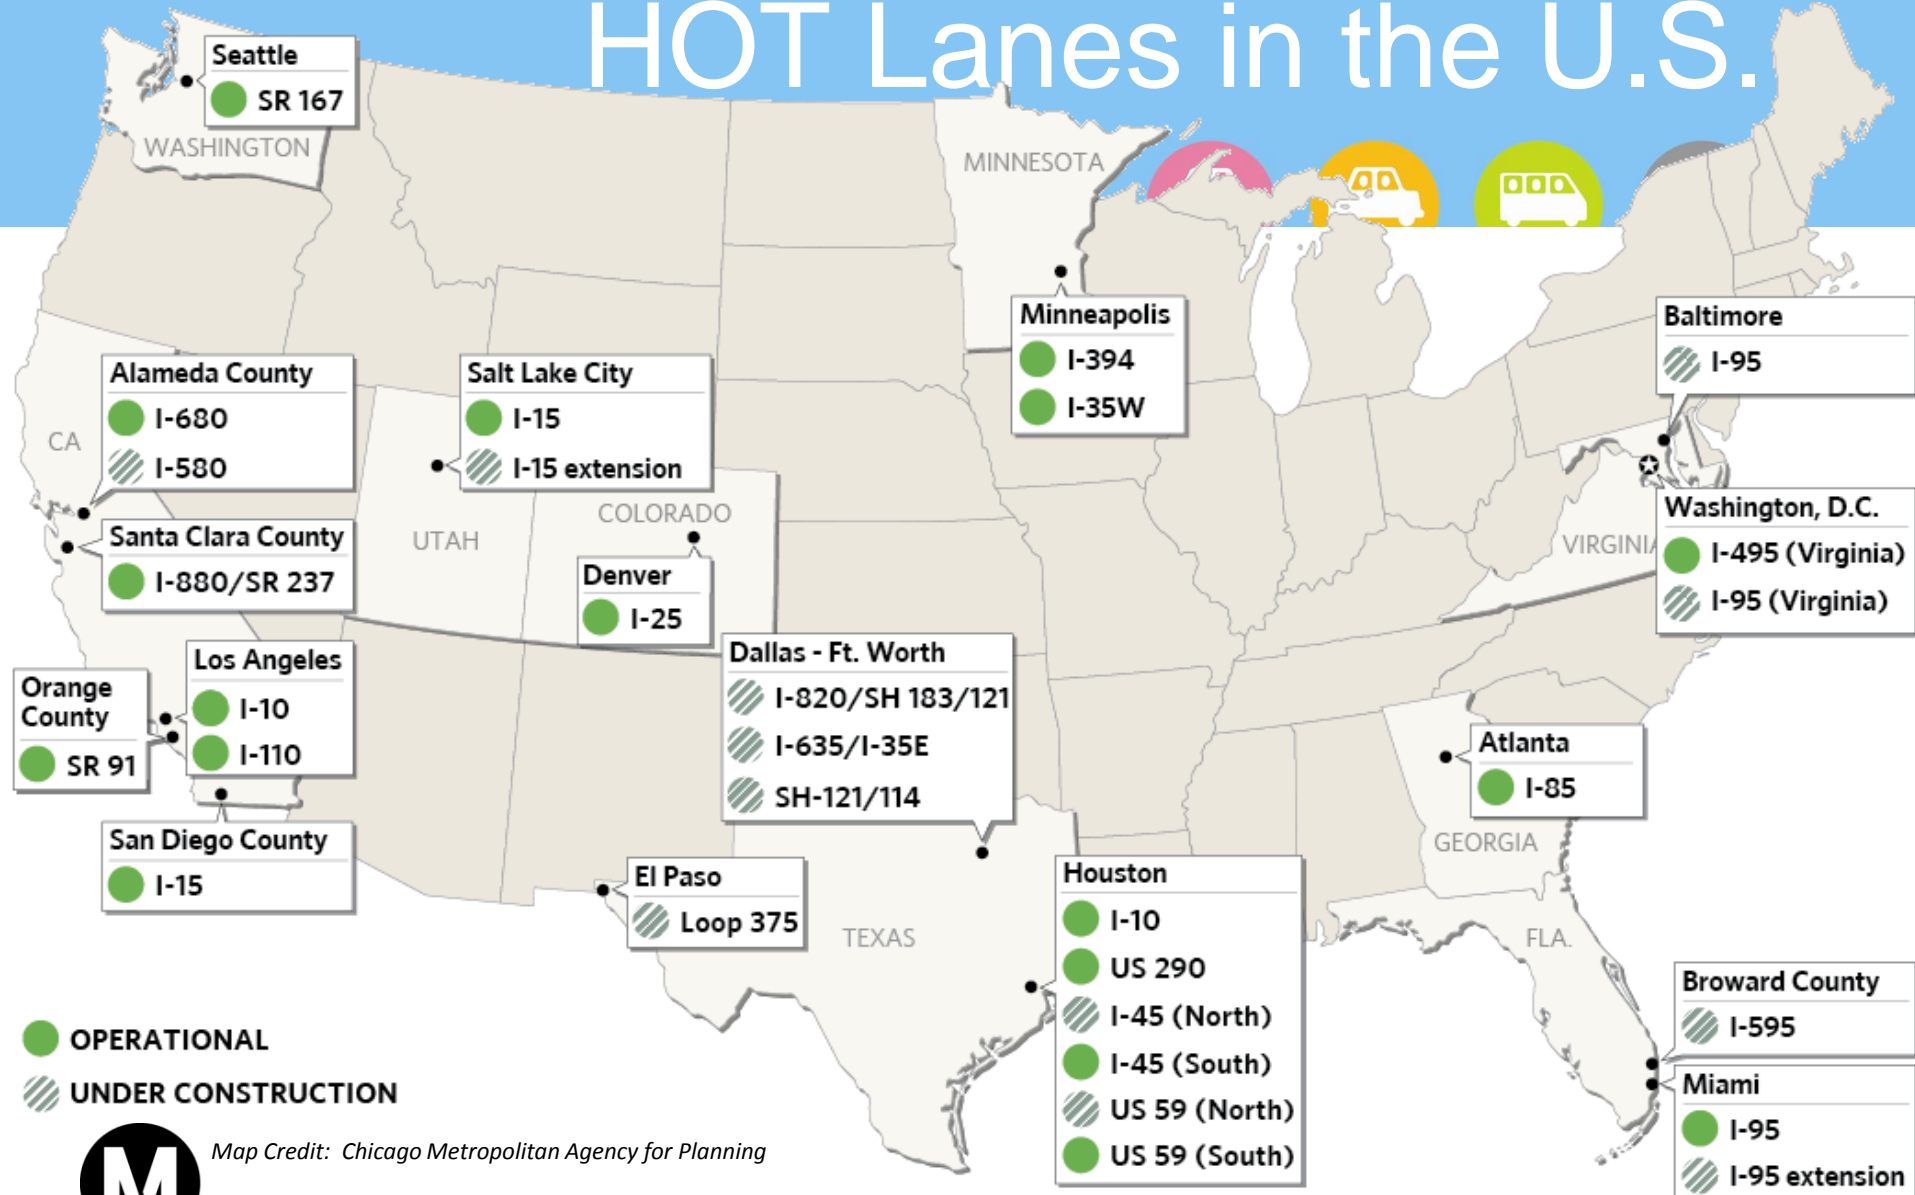 HOT Lanes in the U.S.
Seattle
SR 167
WASHINGTON
MINNESOTA
Minneapolis
I-394
I-35W
Baltimore
I-95
Alameda County
I-680
I-580
CA
Salt Lake City
I-15
I-15 extension
UTAH
COLORADO
Denver
I-25
Santa Clara County
I-880/SR 237
VIRGINIA
Washington, D.C.
I-495 (Virginia)
I-95 (Virginia)
Los Angeles
I-10
I-110
Orange
County
SR 91
San Diego County
I-15
Dallas - Ft. Worth
I-820/SH 183/121
I-635/I-35E
SH-121/114
Atlanta
I-85
GEORGIA
El Paso
Loop 375
TEXAS
Houston
I-10
US 290
I-45 (North)
I-45 (South)
US 59 (North)
US 59 (South)
FLA.
Broward County
I-595
Miami
I-95
I-95 extension
OPERATIONAL
UNDER CONSTRUCTION
M
Map Credit: Chicago Metropolitan Agency for Planning